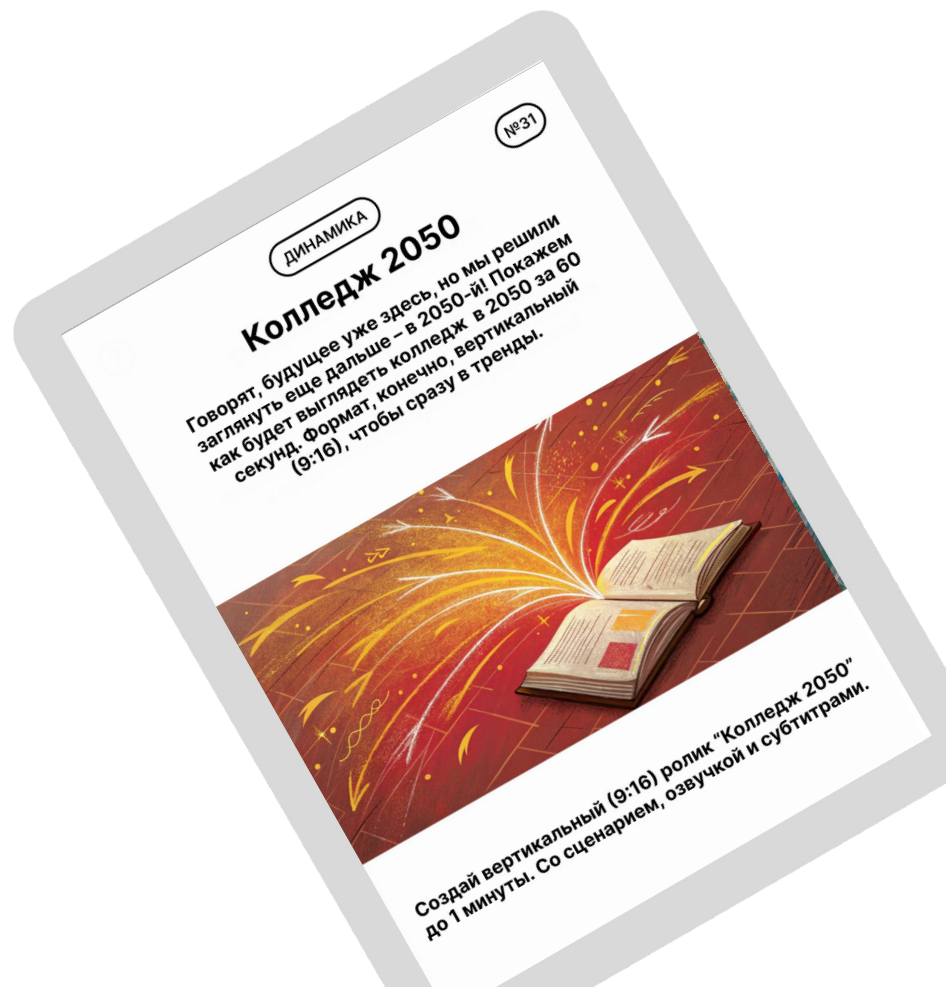 №31
ДИНАМИКА
Колледж 2050
Говорят, будущее уже здесь, но мы решили
заглянуть еще дальше – в 2050-й! Покажем
как будет выглядеть колледж в 2050 за 60
секунд. Формат, конечно, вертикальный
(9:16), чтобы сразу в тренды.
Создай вертикальный (9:16) ролик “Колледж 2050”
до 1 минуты. Со сценарием, озвучкой и субтитрами.